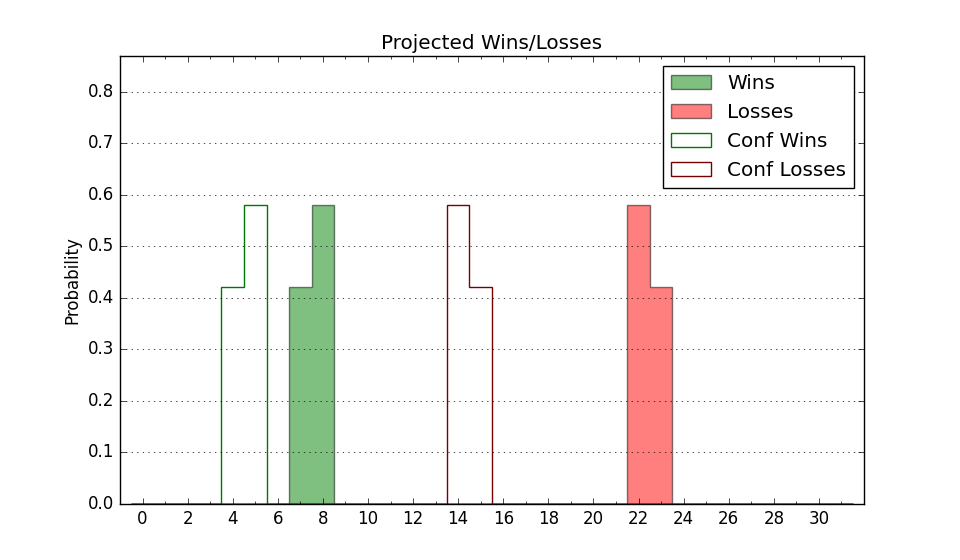 Projected Wins/Losses
Wins
Losses
Conf Wins
Conf Losses
Probability
0.8
0.7
0.6
0.5
0.4
0.3
0.2
0.1
0.0
0 2 4 6 8 10 12 14 16 18 20 22 24 26 28 30